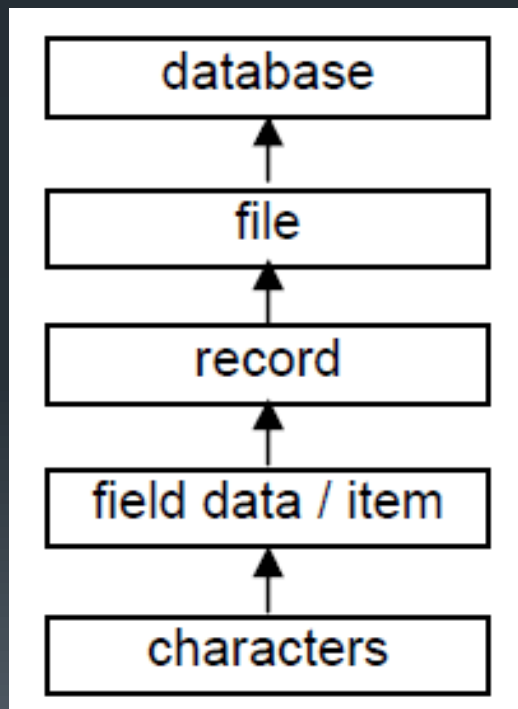 database
file
record
field data / item
characters